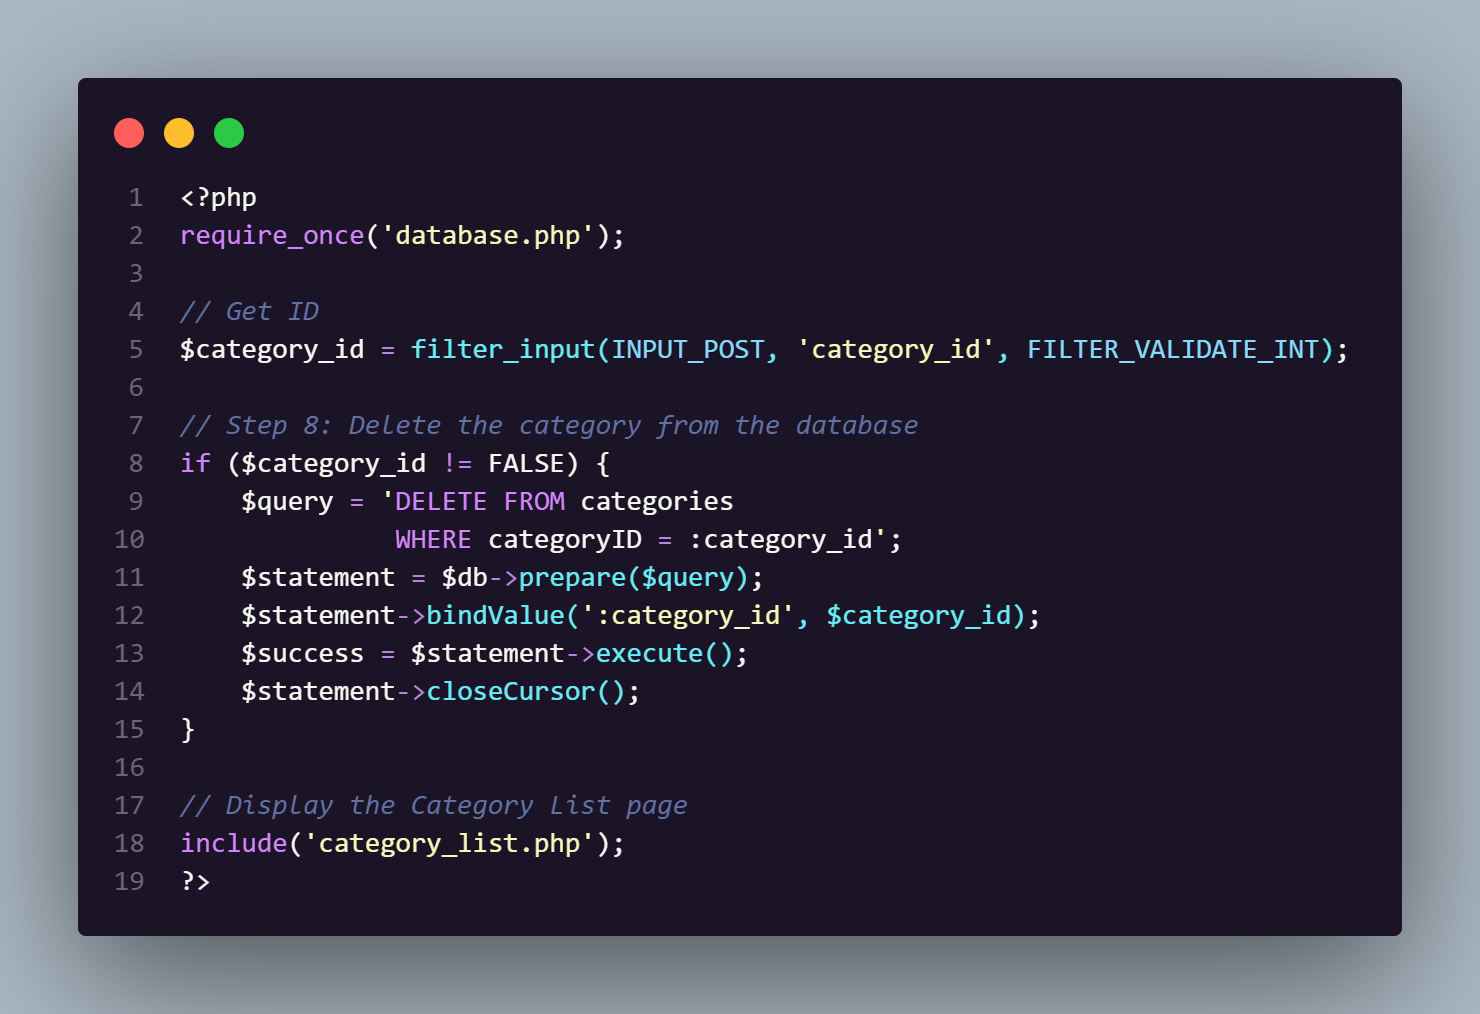 1 <?php
2 require_once('database.php');
3
4 // Get ID
5 $category_id = filter_input(INPUT_POST, 'category_id', FILTER_VALIDATE_INT);
6
7 // Step 8: Delete the category from the database
8 if ($category_id != FALSE) {
9     $query = 'DELETE FROM categories
10               WHERE categoryID = :category_id';
11     $statement = $db->prepare($query);
12     $statement->bindValue(':category_id', $category_id);
13     $success = $statement->execute();
14     $statement->closeCursor();
15 }
16
17 // Display the Category List page
18 include('category_list.php');
19 ?>